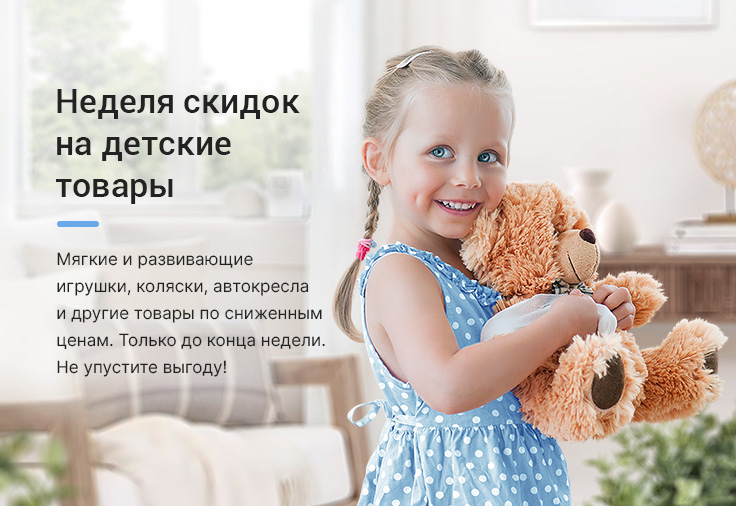 Неделя скидок
на детские
товары
Мягкие и развивающие
игрушки, коляски, автокресла
и другие товары по сниженным
ценам. Только до конца недели.
Не упустите выгоду!